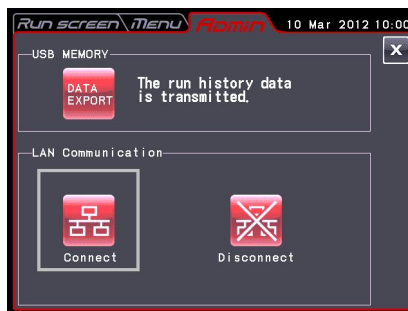 Run screen Menu Admin 10 Mar 2012 10:00
X
USB MEMORY
DATA EXPORT
The run history data
is transmitted.
LAN Communication
Connect Disconnect